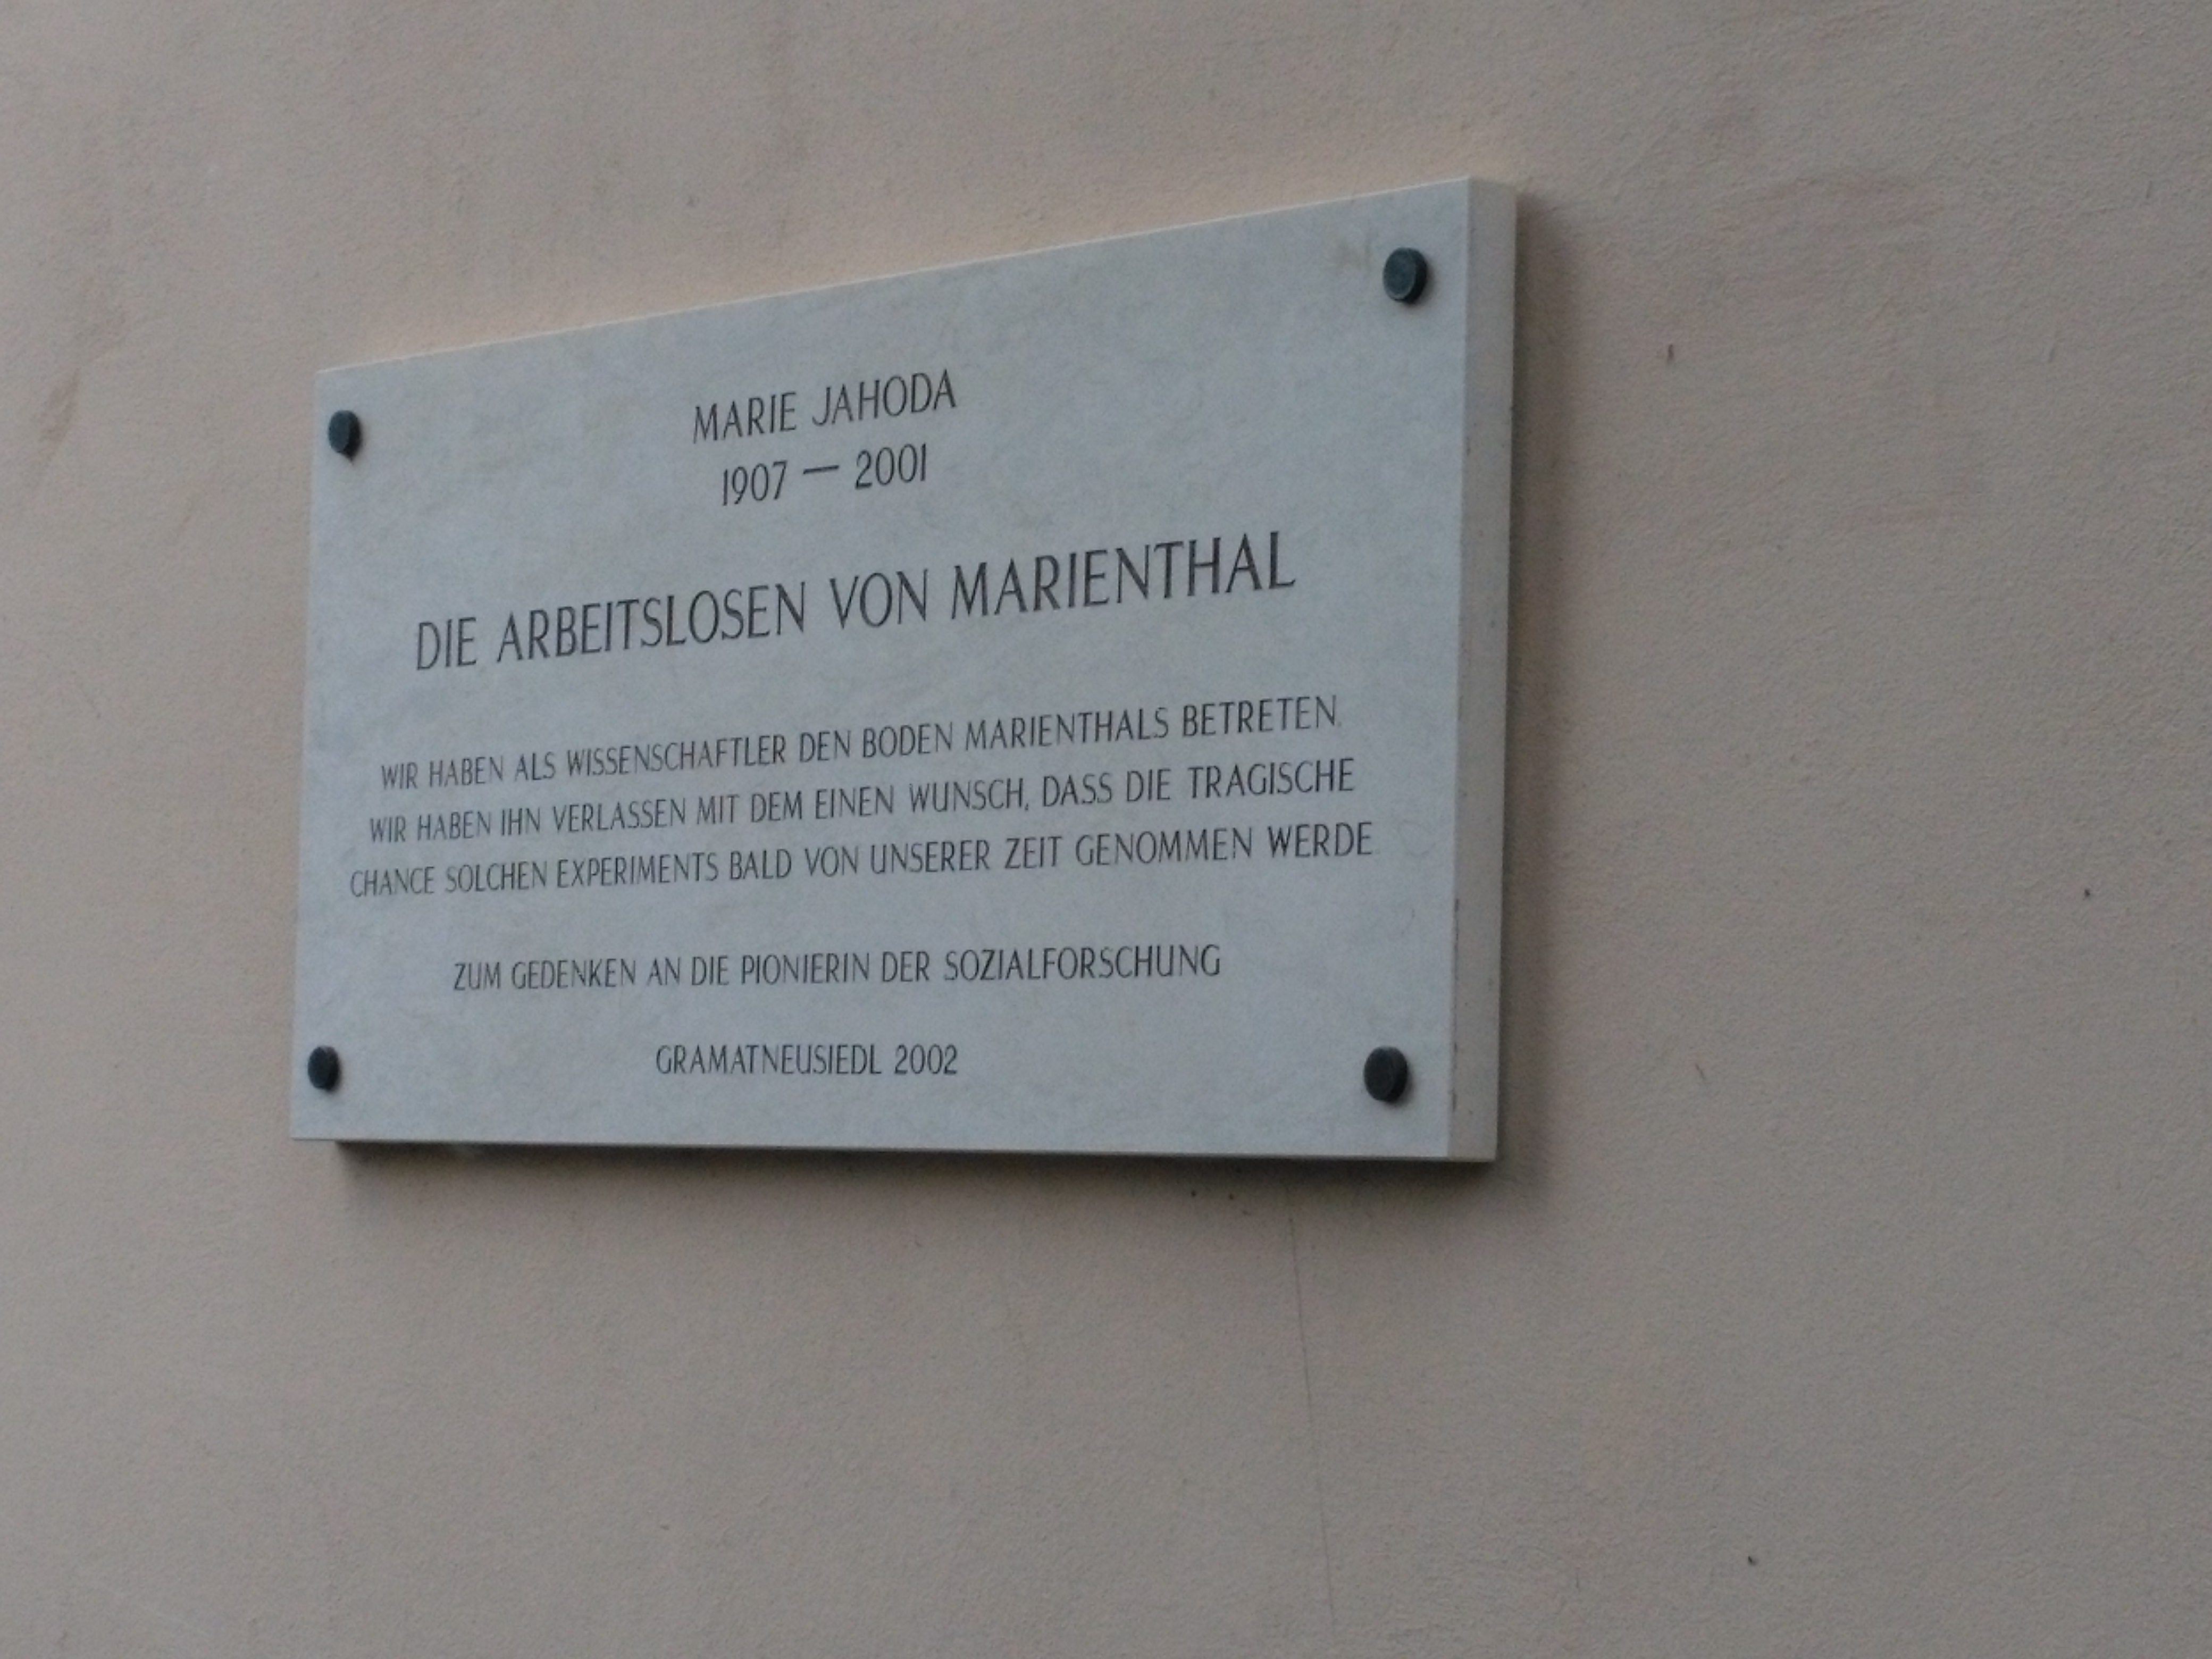 MARIE JAHODA
1907 — 2001
DIE ARBEITSLOSEN VON MARIENTHAL
WIR HABEN ALS WISSENSCHAFTLER DEN BODEN MARIENTHALS BETRETEN.
WIR HABEN IHN VERLASSEN MIT DEM EINEN WUNSCH, DASS DIE TRAGISCHE
CHANCE SOLCHEN EXPERIMENTS BALD VON UNSERER ZEIT GENOMMEN WERDE
ZUM GEDENKEN AN DIE PIONIERIN DER SOZIALFORSCHUNG
GRAMATNEUSIEDL 2002